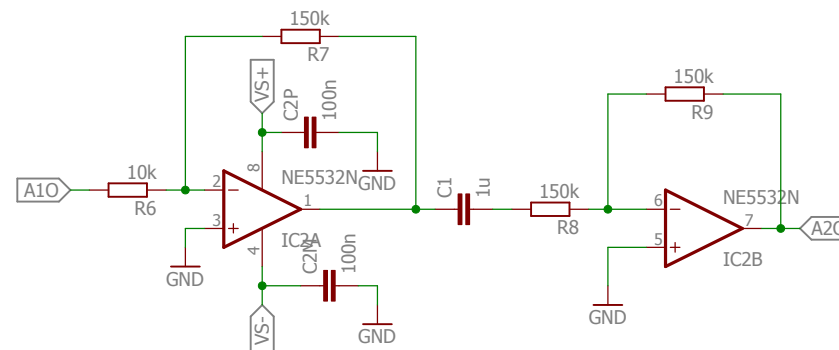 150k
R7
VS+
C2P
100n
GND
A1O
10k
R6
2
3
8
4
1
NE5532N
IC2A
GND
C2N
100n
GND
VS-
C1
1u
150k
R8
150k
R9
6
5
7
NE5532N
IC2B
GND
A2O